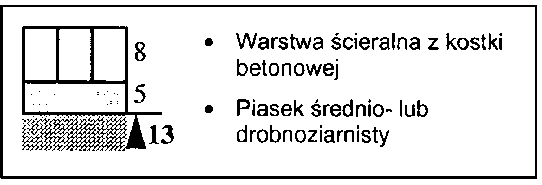 8
5
13
• Warstwa ścieralna z kostki
betonowej
• Piasek średnio- lub
drobnoziarnisty